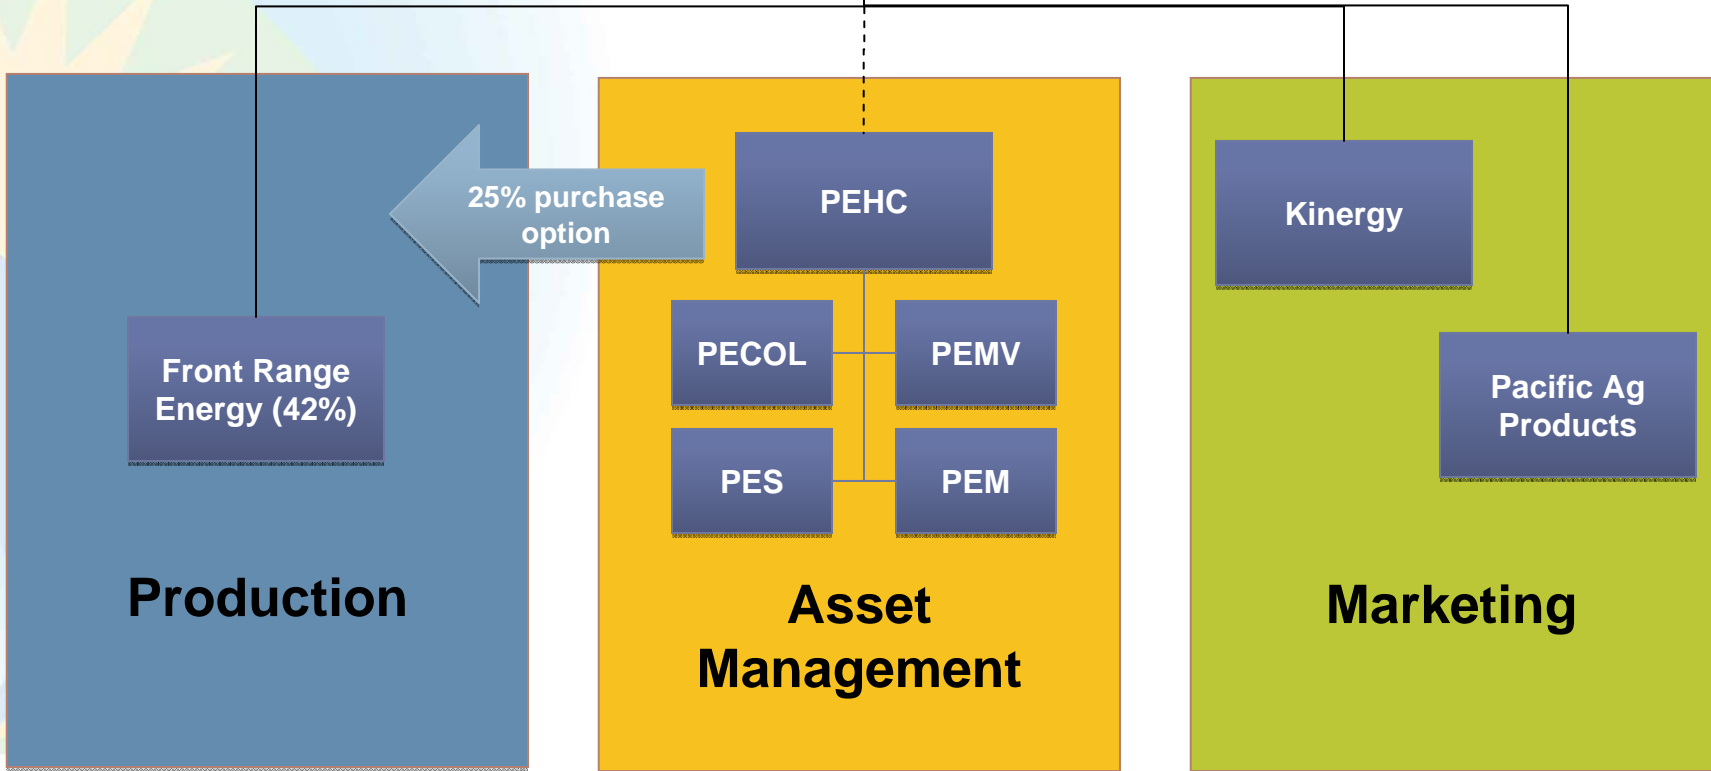 25% purchase
option
PEHC
Kinergy
Front Range
Energy (42%)
PECOL
PEMV
Pacific Ag
Products
PES
PEM
Production
Asset
Management
Marketing